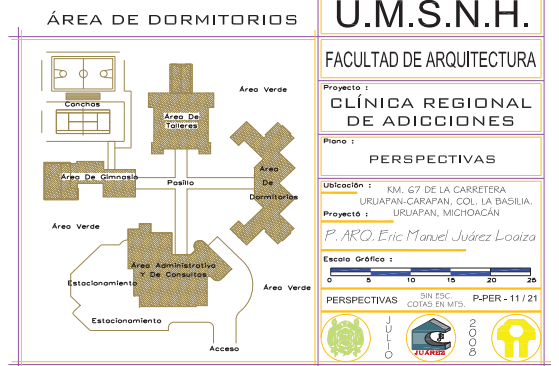 ÁREA DE DORMITORIOS
Canchas
Área De
Talleres
Área Verde
Área De Gimnasio
Pasillo
Área
De
Dormitorios
Área Verde
Área Administrativa
Y De Consultas
Estacionamiento
Área Verde
Estacionamiento
Acceso
U.M.S.N.H.
FACULTAD DE ARQUITECTURA
Proyecto :
CLÍNICA REGIONAL
DE ADICCIONES
Plano :
PERSPECTIVAS
Ubicación : KM. 67 DE LA CARRETERA
URUAPAN-CARAPAN, COL. LA BASILIA.
Proyectó : URUAPAN, MICHOACÁN
P. ARQ. Eric Manuel Juárez Loaiza
Escala Gráfica :
0 5 10 15 20 25
PERSPECTIVAS SIN ESC. COTAS EN MTS. P-PER - 11 / 21
JULIO
JUÁREZ
2008